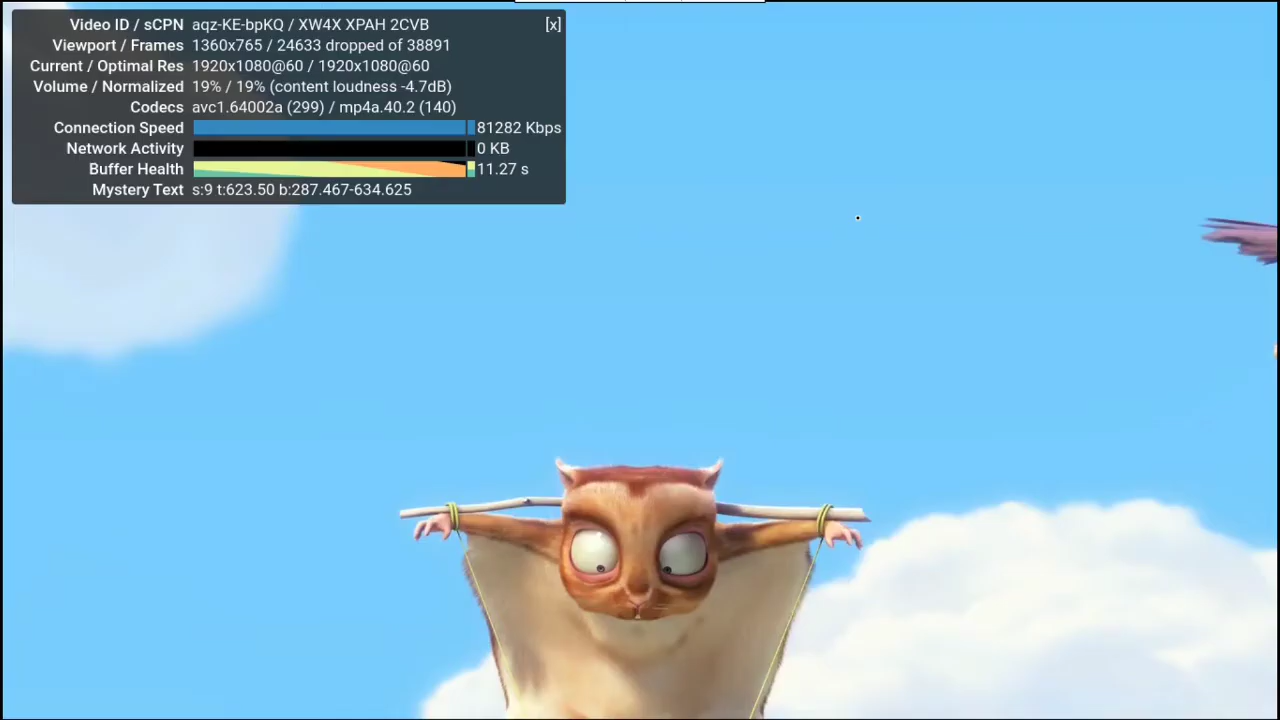 Video ID / sCPN aqz-KE-bpKQ / XW4X XPAH 2CVB [x]
Viewport / Frames 1360x765 / 24633 dropped of 38891
Current / Optimal Res 1920x1080@60 / 1920x1080@60
Volume / Normalized 19% / 19% (content loudness -4.7dB)
Codecs avc1.64002a (299) / mp4a.40.2 (140)
Connection Speed 81282 Kbps
Network Activity 0 KB
Buffer Health 11.27 s
Mystery Text s:9 t:623.50 b:287.467-634.625